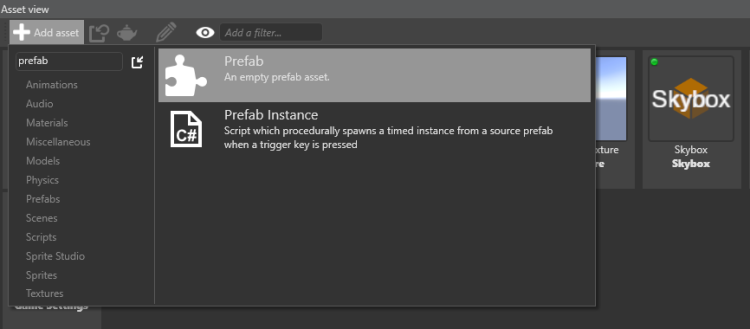 Asset view
Add asset
Add a filter...
prefab
Animations
Audio
Materials
Miscellaneous
Models
Physics
Prefabs
Scenes
Scripts
Sprite Studio
Sprites
Textures
Prefab
An empty prefab asset.
C#
Prefab Instance
Script which procedurally spawns a timed instance from a source prefab
when a trigger key is pressed
Skybox
Skybox
Skybox
Game Settings